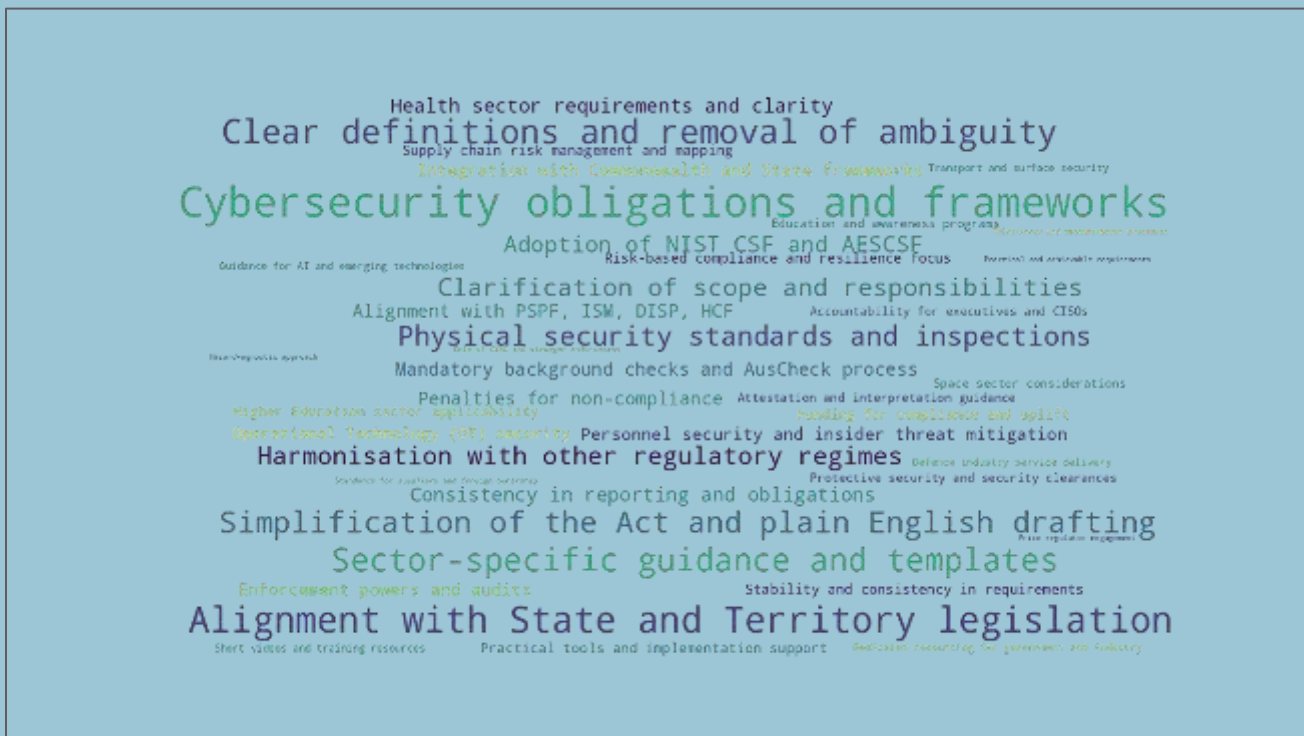 Health sector requirements and clarity
Clear definitions and removal of ambiguity
Supply chain risk management and mapping
Integration with Commonwealth and State frameworks
Transport and surface security
Cybersecurity obligations and frameworks
Education and awareness programs
Adoption of NIST CSF and AESCSF
Risk-based compliance and resilience focus
Practical and achievable requirements
Guidance for AI and emerging technologies
Clarification of scope and responsibilities
Alignment with PSPF, ISM, DISP, HCF
Accountability for executives and CISOs
Physical security standards and inspections
Mandatory background checks and AusCheck process
Space sector considerations
Penalties for non-compliance
Attestation and interpretation guidance
Higher Education sector applicability
Funding for compliance and uplift
Operational Technology (OT) security
Personnel security and insider threat mitigation
Harmonisation with other regulatory regimes
Defence industry service delivery
Protective security and security clearances
Consistency in reporting and obligations
Simplification of the Act and plain English drafting
Sector-specific guidance and templates
Enforcement powers and audits
Stability and consistency in requirements
Alignment with State and Territory legislation
Short videos and training resources
Practical tools and implementation support